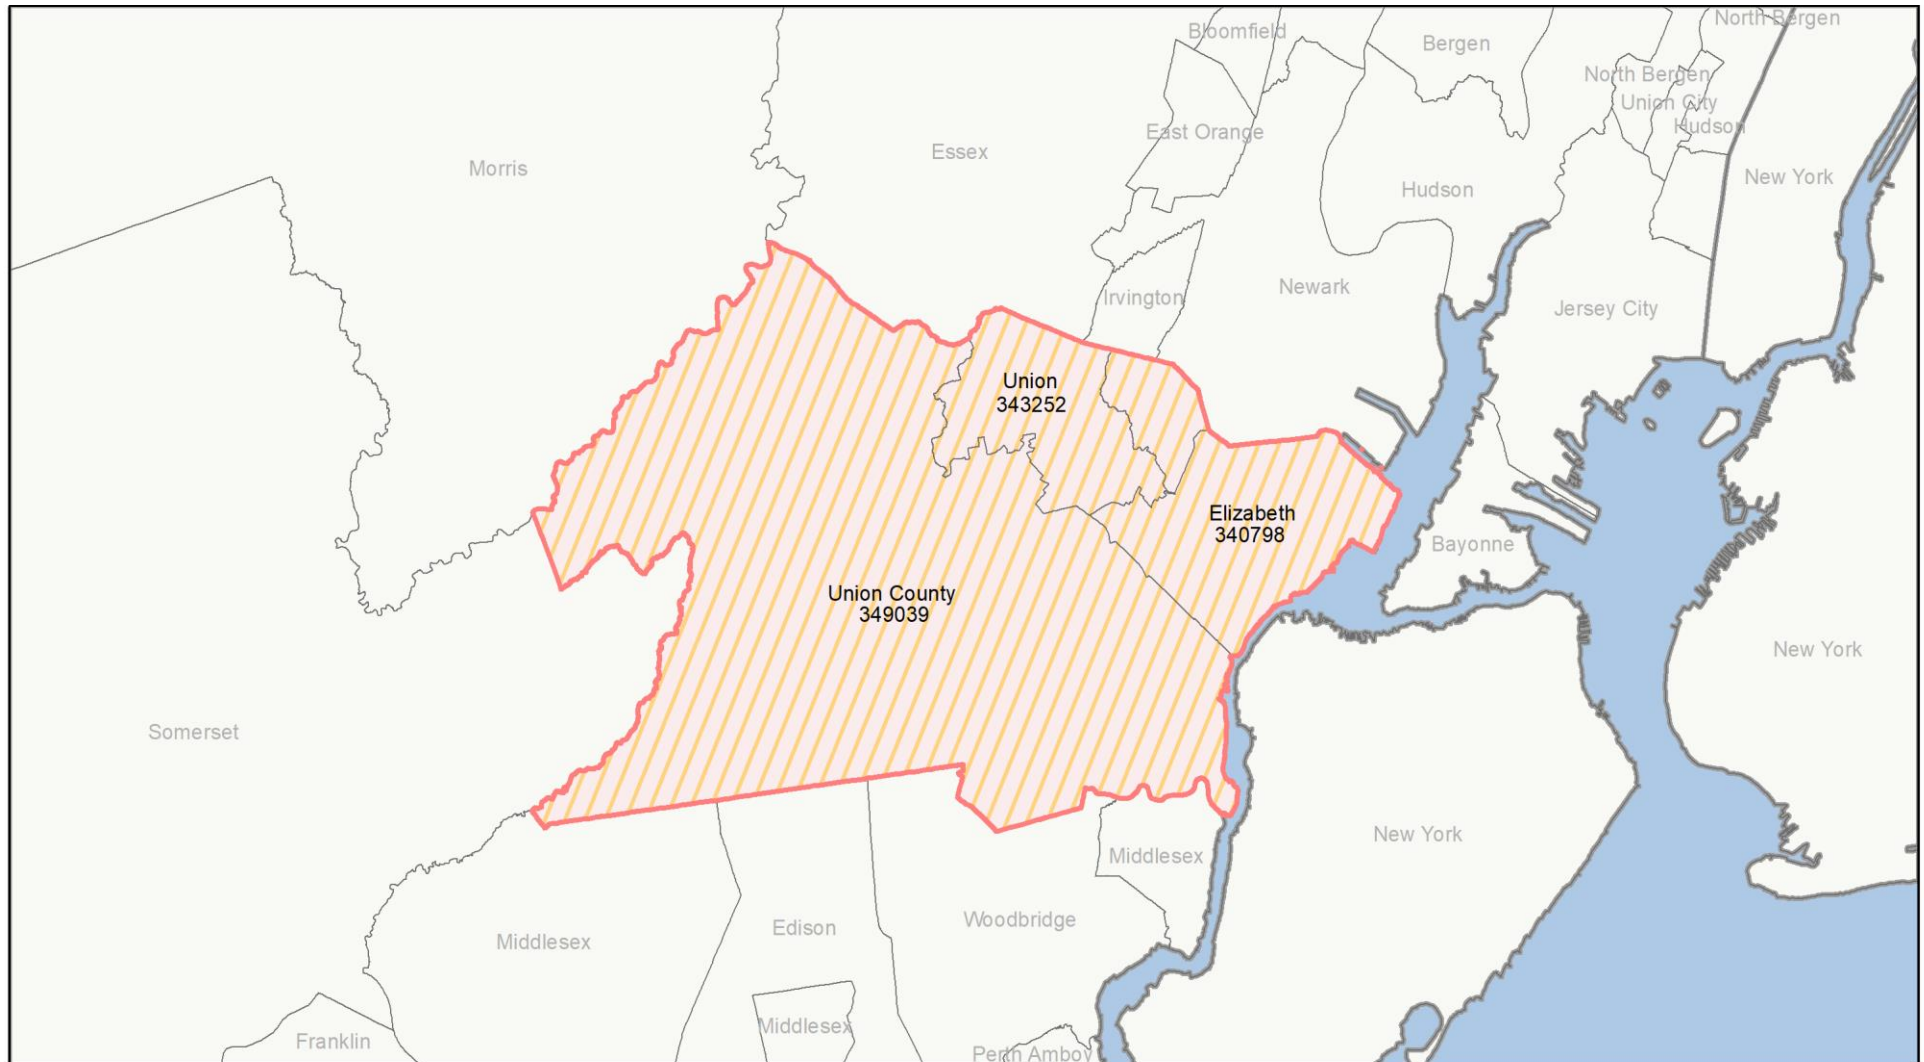 North Bergen
Bloomfield
Bergen
North Bergen
Union City
Hudson
East Orange
Essex
Morris
New York
Hudson
Newark
Irvington
Jersey City
Union
343252
Elizabeth
340798
Bayonne
Union County
349039
New York
Somerset
New York
Middlesex
Woodbridge
Edison
Middlesex
Middlesex
Franklin
Perth Amboy